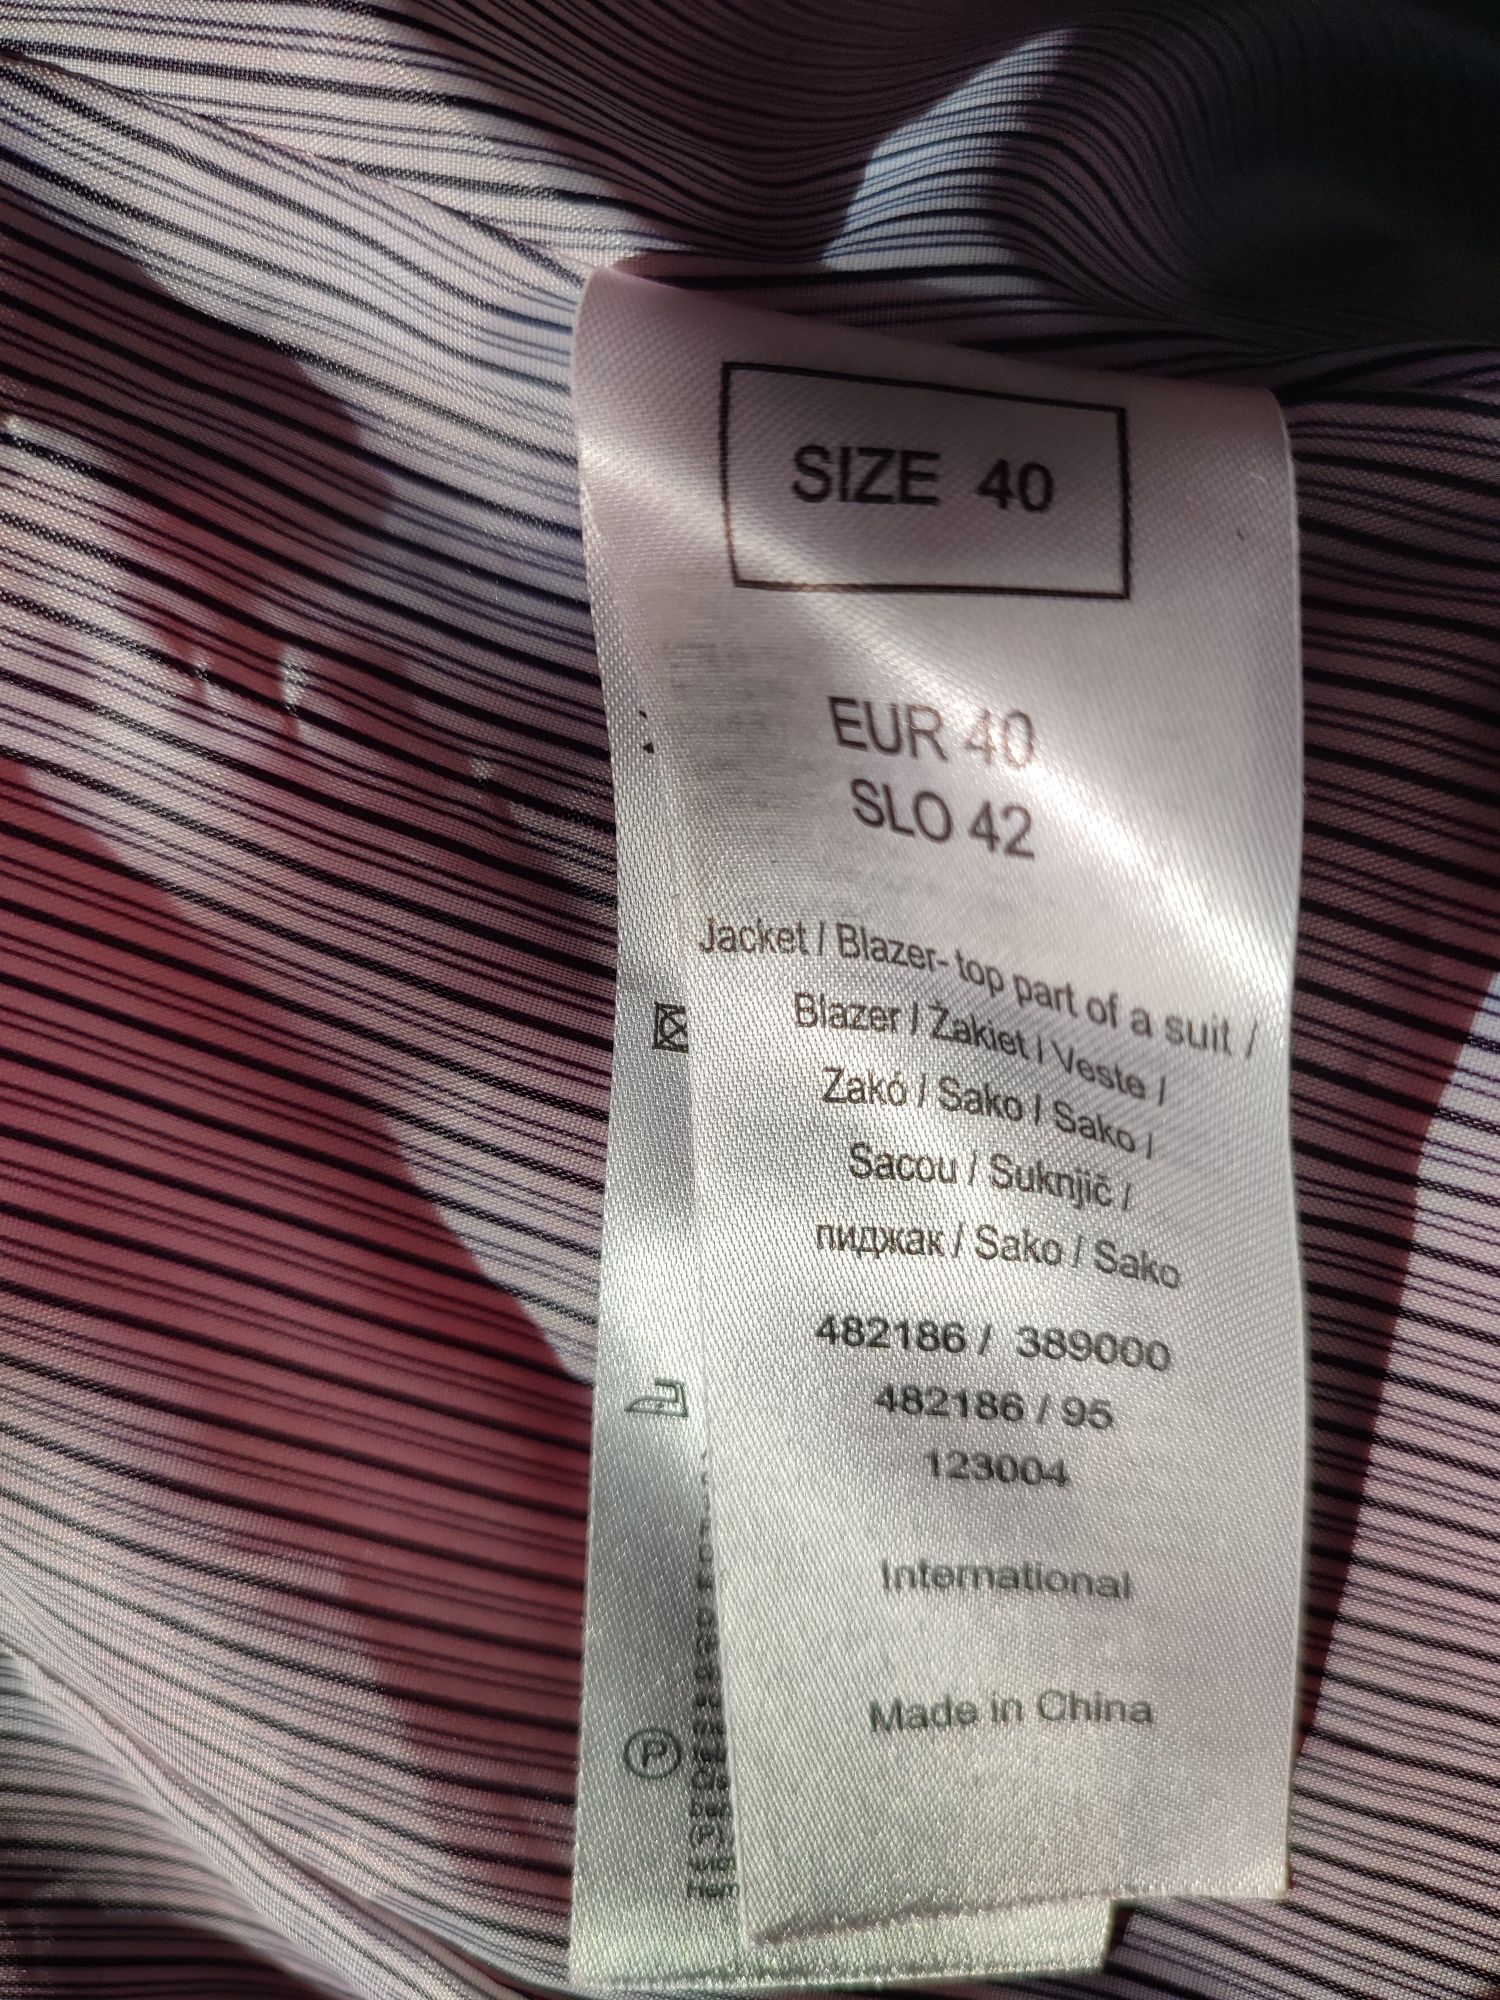 SIZE 40
EUR 40
SLO 42
Jacket / Blazer- top part of a suit /
Blazer / Żakiet / Veste /
Zakó / Sako / Sako /
Sacou / Suknjič /
пиджак / Sako / Sako
482186 / 389000
482186 / 95
123004
International
Made in China
P